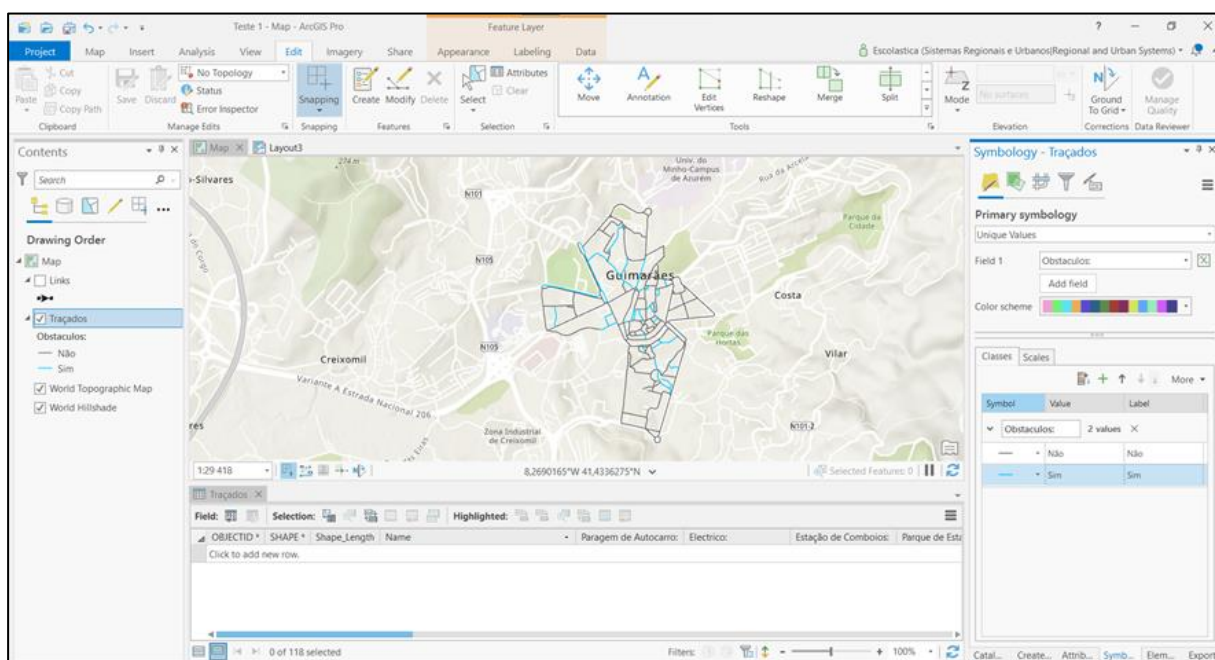 Teste 1 - Map - ArcGIS Pro
Feature Layer
?
Project Map Insert Analysis View Edit Imagery Share Appearance Labeling Data
Escolastica (Sistemas Regionais e Urbanos|Regional and Urban Systems)
Paste
Cut
Copy
Copy Path
Clipboard
Save Discard
No Topology
Status
Error Inspector
Manage Edits
Snapping
Snapping
Create Modify Delete
Features
Select
Attributes
Clear
Selection
Move Annotation Edit Vertices Reshape Merge Split
Tools
Mode
Z
No surfaces
Elevation
Ground To Grid
Corrections
Manage Quality
Data Reviewer
Contents
Search
Drawing Order
Map
Links
Traçados
Obstaculos:
Não
Sim
World Topographic Map
World Hillshade
Map Layout3
274 m
Univ. do
Minho-Campus
de Azurém
Rua da Arcela
-Silvares
N101
Parque da
Cidade
do Corgo
N105
Guimarães
Costa
Parque das
Hortas
N105
Creixomil
Vilar
Variante A Estrada Nacional 206
Zona Industrial
de Creixomil
N101-2
res
1:29 418
8,2690165°W 41,4336275°N
Selected Features: 0
Traçados
Field: Selection: Highlighted:
OBJECTID * SHAPE * Shape_Length Name Paragem de Autocarro: Electrico: Estação de Comboios: Parque de Esta
Click to add new row.
0 of 118 selected
Filters:
100%
Symbology - Traçados
Primary symbology
Unique Values
Field 1 Obstaculos:
Add field
Color scheme
Classes Scales
More
Symbol Value Label
Obstaculos: 2 values
Não Não
Sim Sim
Catal... Create... Attrib... Symb... Elem... Export